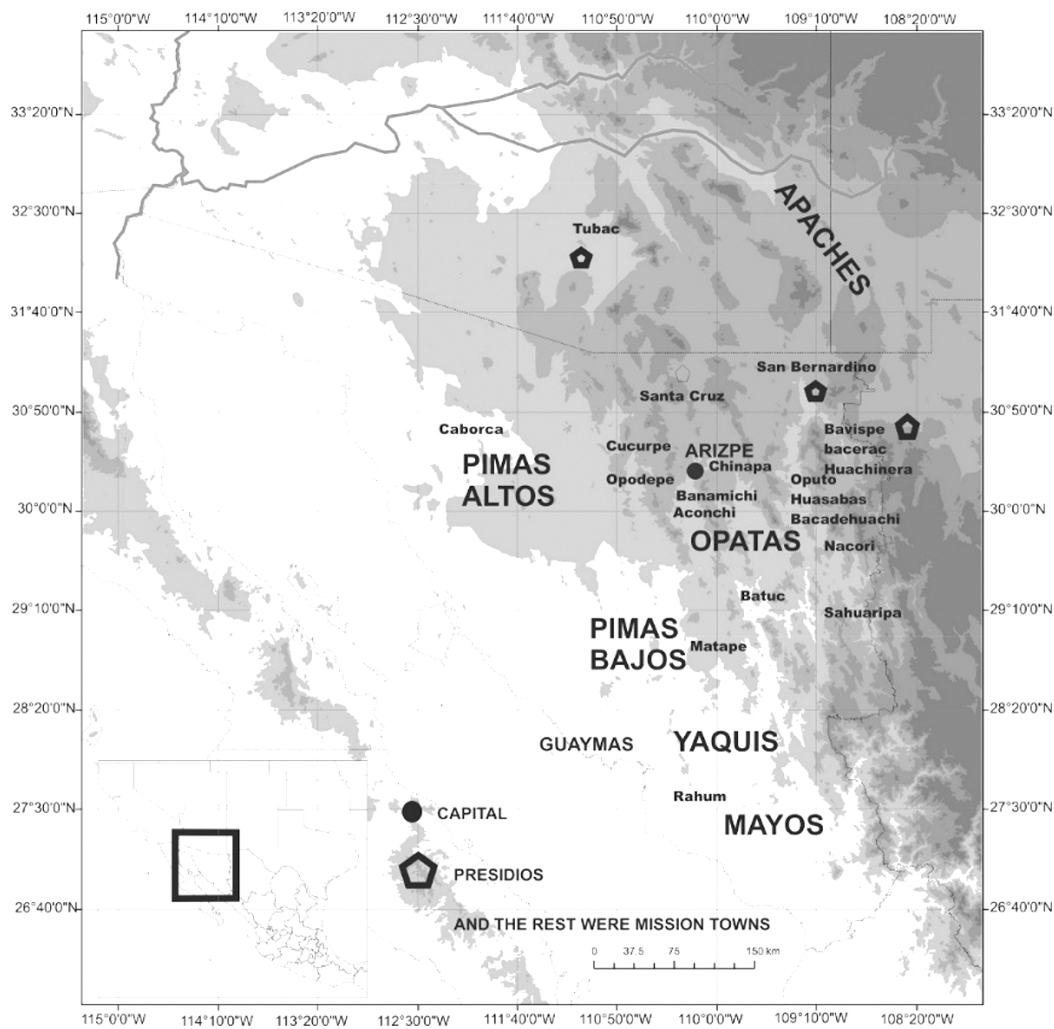 115°0'0"W 114°10'0"W 113°20'0"W 112°30'0"W 111°40'0"W 110°50'0"W 110°0'0"W 109°10'0"W 108°20'0"W
33°20'0"N 33°20'0"N
APACHES
32°30'0"N 32°30'0"N
Tubac
31°40'0"N 31°40'0"N
San Bernardino
Santa Cruz
30°50'0"N 30°50'0"N
Caborca Bavispe
Cucurpe ARIZPE bacerac
PIMAS Chinapa Huachinera
ALTOS Opodepe Oputo
Banamichi Huasabas
30°0'0"N Aconchi 30°0'0"N
Bacadehuachi
OPATAS Nacori
Batuc
29°10'0"N Sahuaripa 29°10'0"N
PIMAS
BAJOS Matape
28°20'0"N 28°20'0"N
GUAYMAS YAQUIS
Rahum
27°30'0"N CAPITAL 27°30'0"N
MAYOS
PRESIDIOS
26°40'0"N 26°40'0"N
AND THE REST WERE MISSION TOWNS
0 37.5 75 150 km
115°0'0"W 114°10'0"W 113°20'0"W 112°30'0"W 111°40'0"W 110°50'0"W 110°0'0"W 109°10'0"W 108°20'0"W